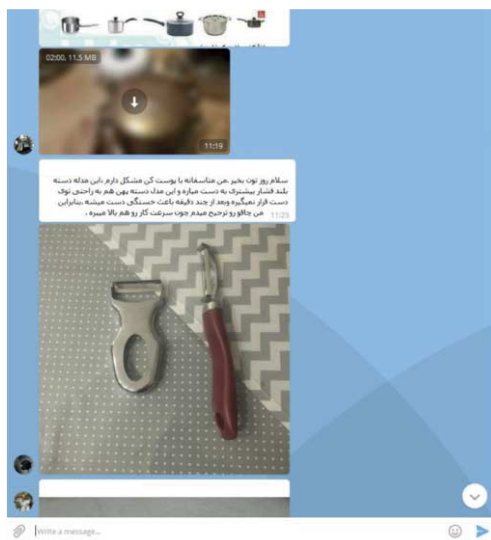 02:00, 11.5 MB
11:19
سلام روز تون بخیر .من متاسفانه با پوست کن مشکل دارم ،این مدله دسته
بلند فشار بیشتری به دست میاره و این مدل دسته پهن هم به راحتی توی
دست قرار نمیگیره وبعد از چند دقیقه باعث خستگی دست میشه .بنابراین
من چاقو رو ترجیح میدم چون سرعت کار رو هم بالا میبره .
11:23
Write a message...